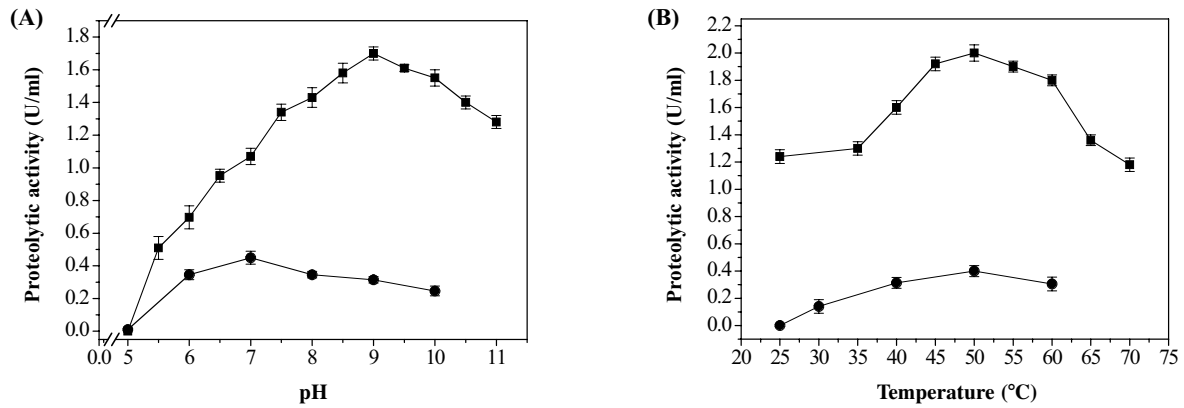 (A)
Proteolytic activity (U/ml)
1.8
1.6
1.4
1.2
1.0
0.8
0.6
0.4
0.2
0.0
0.0 5 6 7 8 9 10 11
pH
(B)
Proteolytic activity (U/ml)
2.2
2.0
1.8
1.6
1.4
1.2
1.0
0.8
0.6
0.4
0.2
0.0
20 25 30 35 40 45 50 55 60 65 70 75
Temperature (°C)